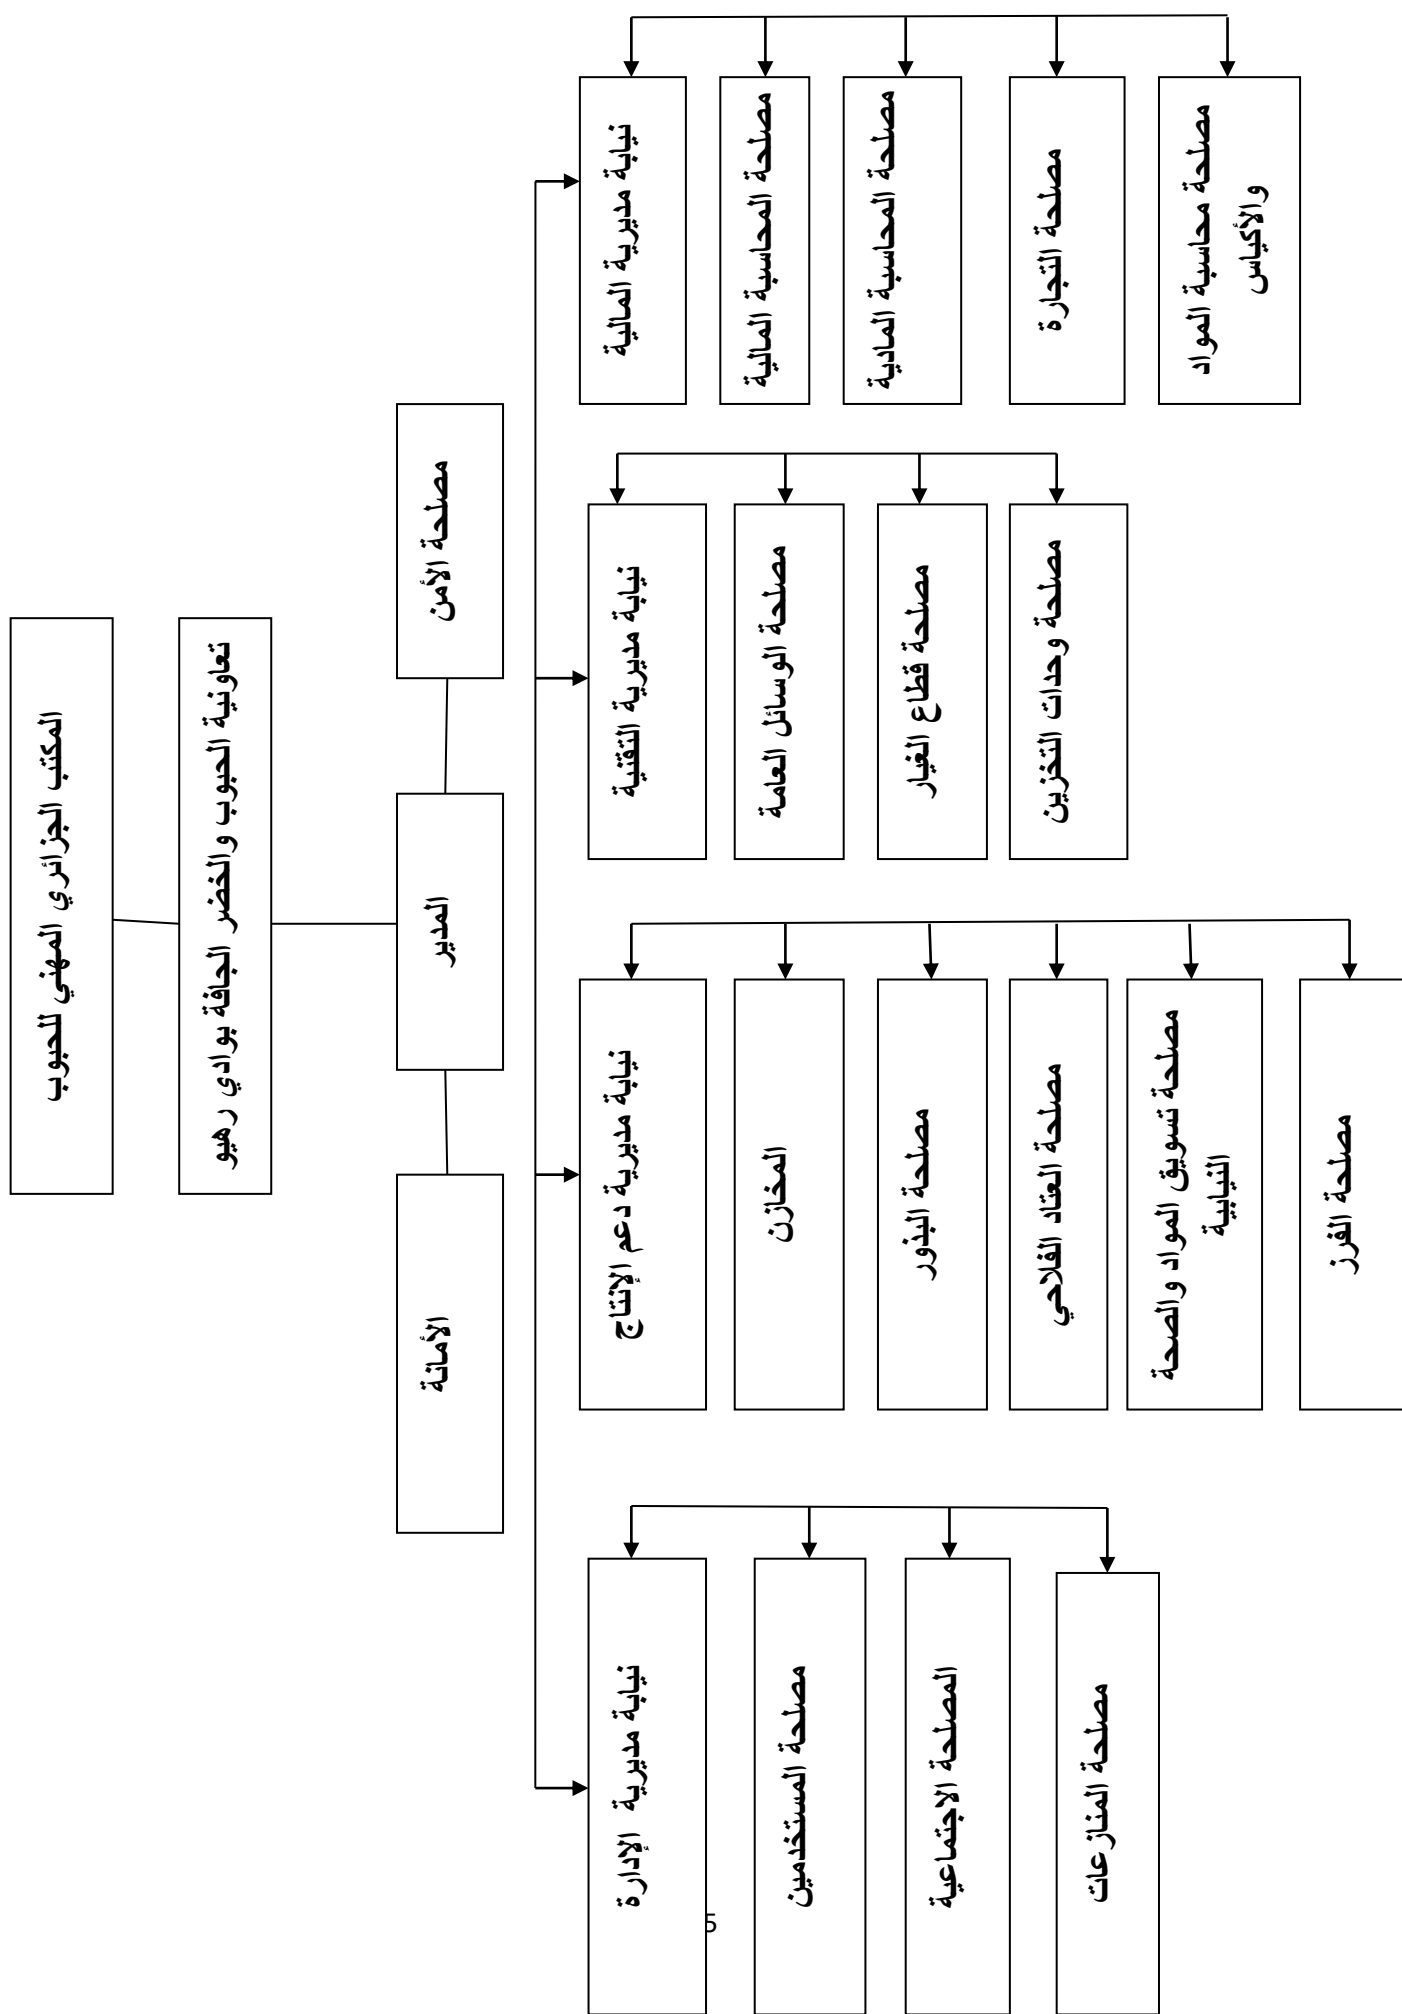 المكتب الجزائري المهني للحبوب
تعاونية الحبوب والخضر الجافة بوادي رهيو
مصلحة الأمن
المدير
الأمانة
نيابة مديرية المالية
مصلحة المحاسبة المالية
مصلحة المحاسبة المادية
مصلحة التجارة
مصلحة محاسبة المواد
والأكياس
نيابة مديرية التقنية
مصلحة الوسائل العامة
مصلحة قطاع الغيار
مصلحة وحدات التخزين
نيابة مديرية دعم الإنتاج
المخازن
مصلحة البذور
مصلحة العتاد الفلاحي
مصلحة تسويق المواد والصحة
النيابية
مصلحة الفرز
نيابة مديرية الإدارة
مصلحة المستخدمين
المصلحة الاجتماعية
مصلحة المنازعات
5